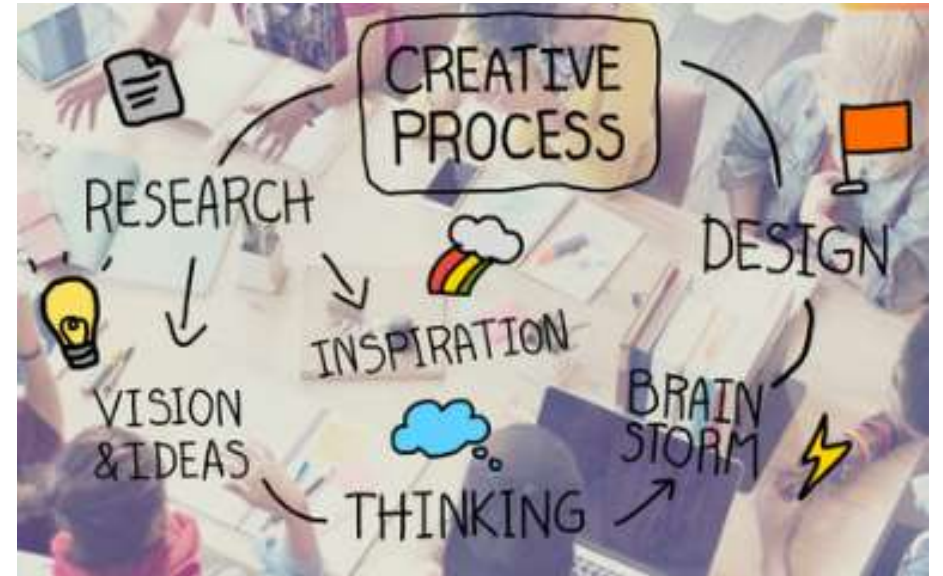 CREATIVE
PROCESS
RESEARCH
DESIGN
INSPIRATION
VISION
& IDEAS
BRAIN
STORM
THINKING